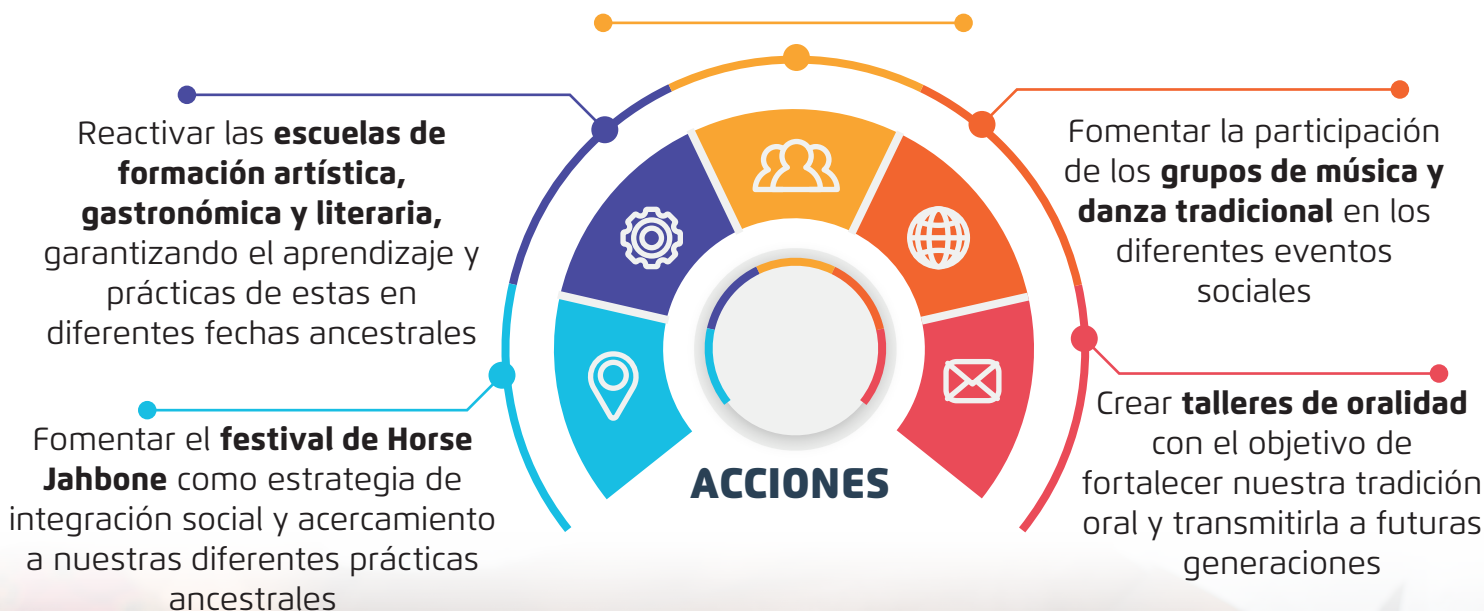 Reactivar las escuelas de
formación artística,
gastronómica y literaria,
garantizando el aprendizaje y
prácticas de estas en
diferentes fechas ancestrales
Fomentar el festival de Horse
Jahbone como estrategia de
integración social y acercamiento
a nuestras diferentes prácticas
ancestrales
ACCIONES
Fomentar la participación
de los grupos de música y
danza tradicional en los
diferentes eventos
sociales
Crear talleres de oralidad
con el objetivo de
fortalecer nuestra tradición
oral y transmitirla a futuras
generaciones